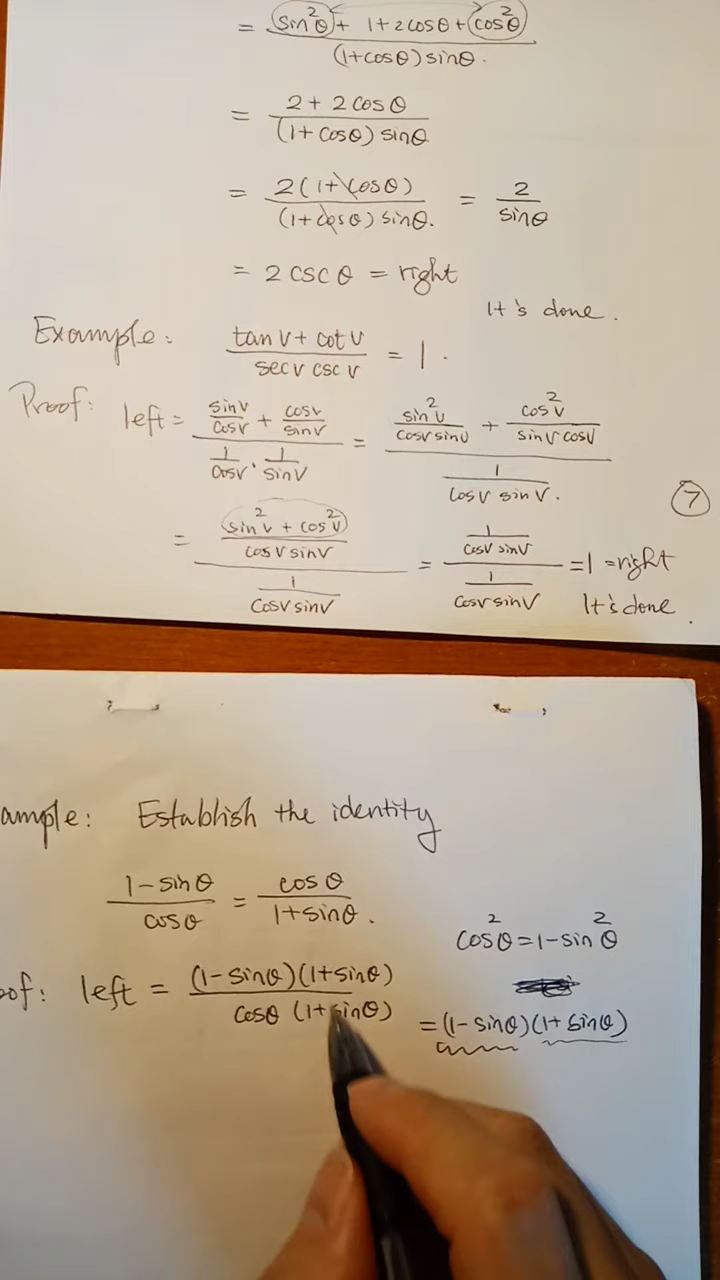 = sin²θ + 1+2cosθ + cos²θ / (1+cosθ) sinθ.
= 2 + 2 cosθ / (1 + cosθ) sinθ
= 2(1+cosθ) / (1+cosθ) sinθ. = 2 / sinθ
= 2 cscθ = right
It's done.
Example: tan v + cot v / sec v csc v = 1.
Proof: left = sin v / cos v + cos v / sin v / 1 / cos v · 1 / sin v = sin²v / cos v sin v + cos²v / sin v cos v / 1 / cos v sin v.
⑦
= sin²v + cos²v / cos v sin v / 1 / cos v sin v = 1 / cos v sin v / 1 / cos v sin v = 1 = right
It's done.
ample: Establish the identity
1-sinθ / cosθ = cosθ / 1+sinθ.
cos²θ = 1-sin²θ
oof: left = (1-sinθ)(1+sinθ) / cosθ (1+sinθ)
= (1-sinθ)(1+sinθ)